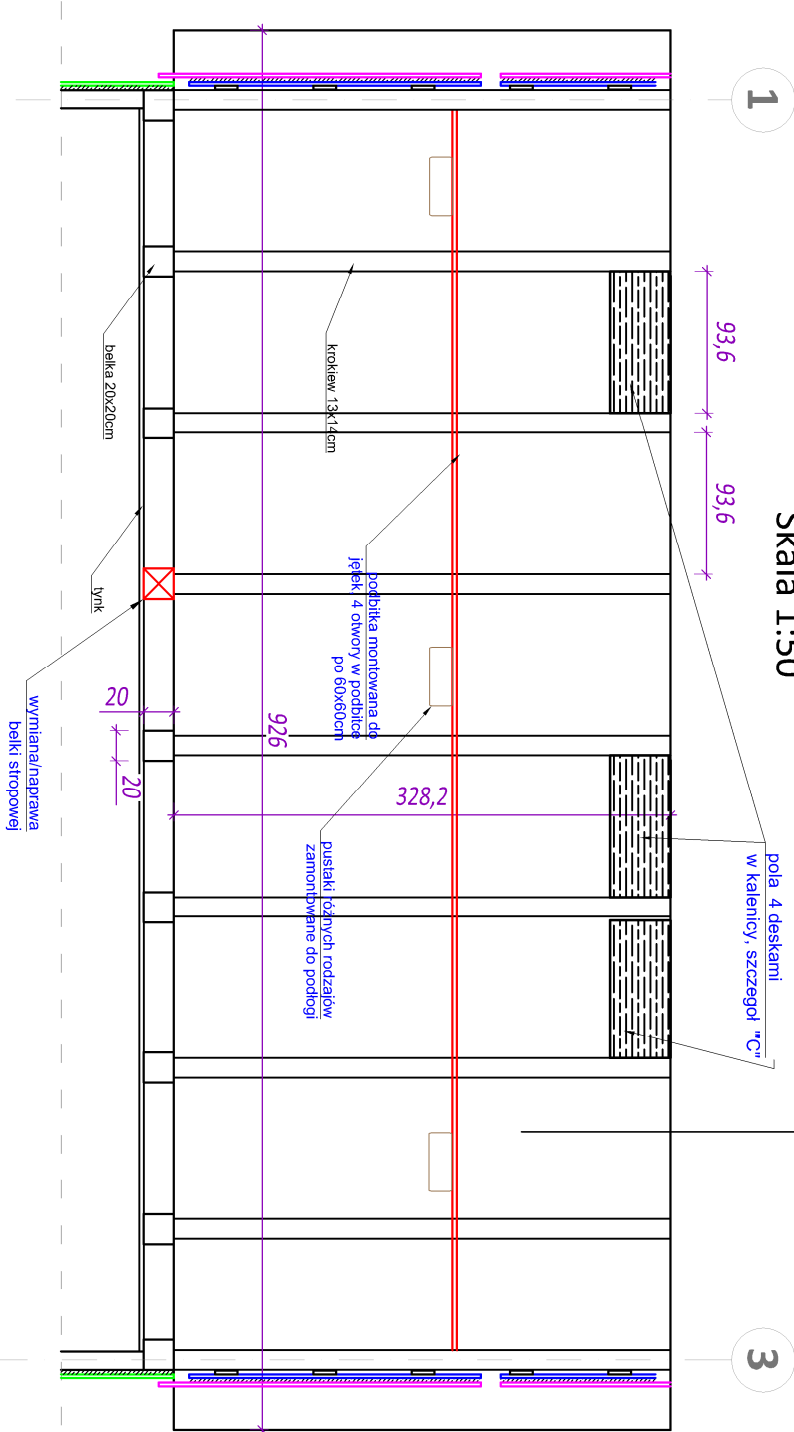 1
3
Skala 1:50
93,6
93,6
pola 4 deskami
w kalenicy, szczegoł "C"
328,2
podbitka montowana do
jętek, 4 otwory w podbitce
po 60x60cm
krokiew 13x14cm
pustaki różnych rodzajów
zamontowane do podłogi
926
belka 20x20cm
tynk
20
20
wymiana/naprawa
belki stropowej